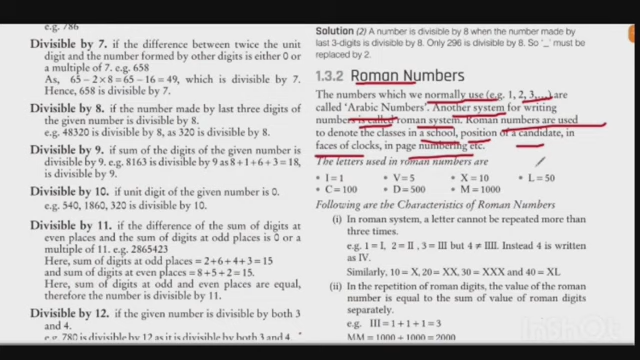 e.g. 786
Divisible by 7. if the difference between twice the unit
digit and the number formed by other digits is either 0 or
a multiple of 7. e.g. 658
As, 65 – 2 × 8 = 65 – 16 = 49, which is divisible by 7.
Hence, 658 is divisible by 7.
Divisible by 8. if the number made by last three digits of
the given number is divisible by 8.
e.g. 48320 is divisible by 8, as 320 is divisible by 8.
Divisible by 9. if sum of the digits of the given number is
divisible by 9. e.g. 8163 is divisible by 9 as 8 + 1 + 6 + 3 = 18,
is divisible by 9.
Divisible by 10. if unit digit of the given number is 0.
e.g. 540, 1860, 320 is divisible by 10.
Divisible by 11. if the difference of the sum of digits at
even places and the sum of digits at odd places is 0 or a
multiple of 11. e.g. 2865423
Here, sum of digits at odd places = 2 + 6 + 4 + 3 = 15
and sum of digits at even places = 8 + 5 + 2 = 15.
Here, sum of digits at odd and even places are equal,
therefore the number is divisible by 11.
Divisible by 12. if the given number is divisible by both 3
and 4.
e.g. 780 is divisible by 12 as it is divisible by both 3 and 4.
Solution (2) A number is divisible by 8 when the number made by
last 3-digits is divisible by 8. Only 296 is divisible by 8. So '_' must be
replaced by 2.
1.3.2 Roman Numbers
The numbers which we normally use (e.g. 1, 2, 3,....) are
called 'Arabic Numbers'. Another system for writing
numbers is called roman system. Roman numbers are used
to denote the classes in a school, position of a candidate, in
faces of clocks, in page numbering etc.
The letters used in roman numbers are
• I = 1 • V = 5 • X = 10 • L = 50
• C = 100 • D = 500 • M = 1000
Following are the Characteristics of Roman Numbers
(i) In roman system, a letter cannot be repeated more than
three times.
e.g. 1 = I, 2 = II, 3 = III but 4 ≠ IIII. Instead 4 is written
as IV.
Similarly, 10 = X, 20 = XX, 30 = XXX and 40 = XL
(ii) In the repetition of roman digits, the value of the roman
number is equal to the sum of value of roman digits
separately.
e.g. III = 1 + 1 + 1 = 3
MM = 1000 + 1000 = 2000